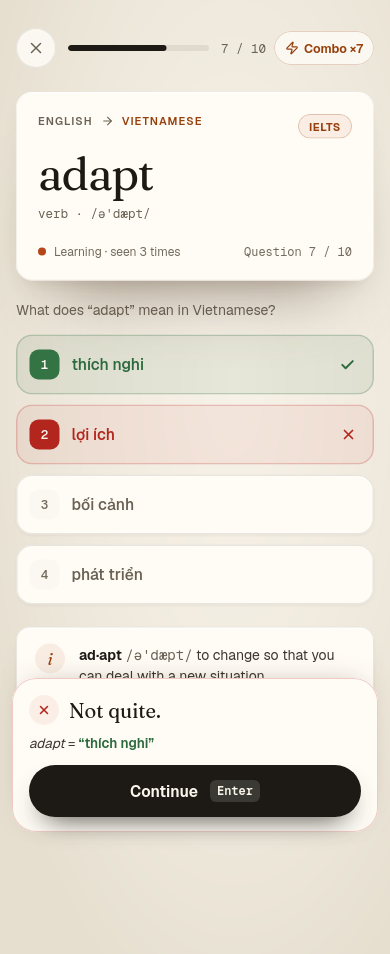 7 / 10
Combo ×7
ENGLISH → VIETNAMESE
IELTS
adapt
verb · /əˈdæpt/
Learning · seen 3 times
Question 7 / 10
What does “adapt” mean in Vietnamese?
1 thích nghi
2 lợi ích
3 bối cảnh
4 phát triển
i
ad·apt /əˈdæpt/ to change so that you
can deal with a new situation
Not quite.
adapt = “thích nghi”
Continue Enter